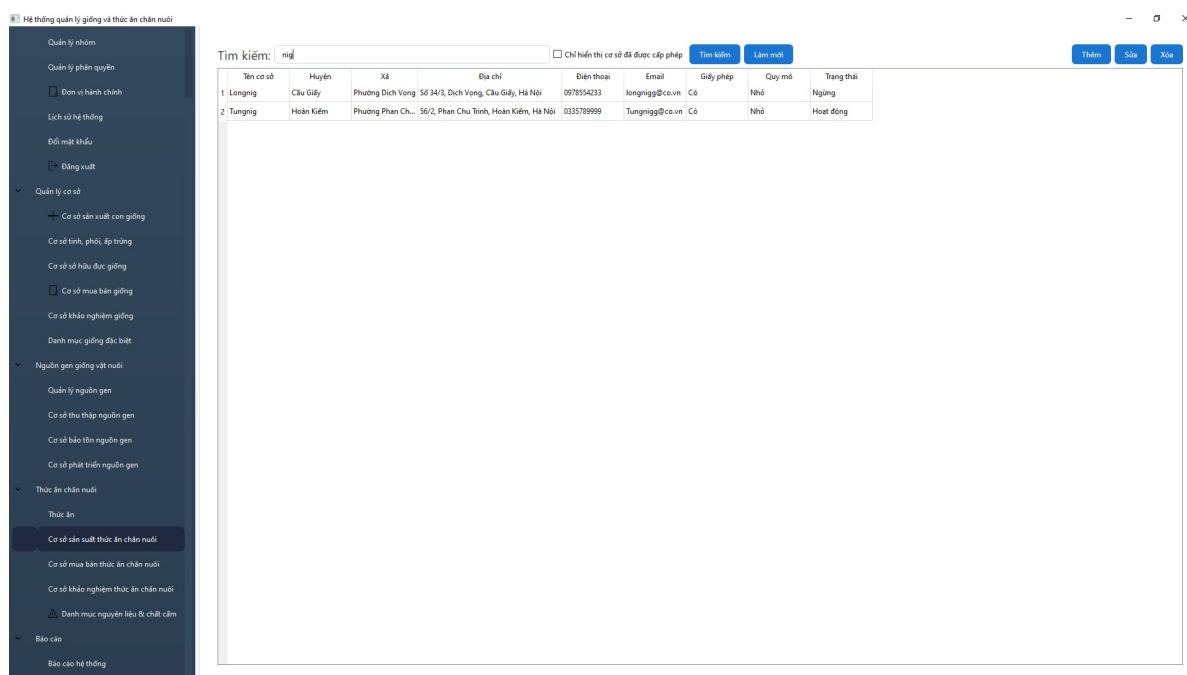 Hệ thống quản lý giống và thức ăn chăn nuôi
Quản lý nhóm
Quản lý phân quyền
Đơn vị hành chính
Lịch sử hệ thống
Đổi mật khẩu
Đăng xuất
Quản lý cơ sở
Cơ sở sản xuất con giống
Cơ sở tinh, phôi, ấp trứng
Cơ sở sở hữu đực giống
Cơ sở mua bán giống
Cơ sở khảo nghiệm giống
Danh mục giống đặc biệt
Nguồn gen giống vật nuôi
Quản lý nguồn gen
Cơ sở thu thập nguồn gen
Cơ sở bảo tồn nguồn gen
Cơ sở phát triển nguồn gen
Thức ăn chăn nuôi
Thức ăn
Cơ sở sản suất thức ăn chăn nuôi
Cơ sở mua bán thức ăn chăn nuôi
Cơ sở khảo nghiệm thức ăn chăn nuôi
Danh mục nguyên liệu & chất cấm
Báo cáo
Báo cáo hệ thống
Tìm kiếm: nig Chỉ hiển thị cơ sở đã được cấp phép Tìm kiếm Làm mới Thêm Sửa Xóa
Tên cơ sở Huyện Xã Địa chỉ Điện thoại Email Giấy phép Quy mô Trạng thái
1 Longnig Cầu Giấy Phường Dịch Vọng Số 34/3, Dịch Vọng, Cầu Giấy, Hà Nội 0978554233 longnigg@co.vn Có Nhỏ Ngừng
2 Tungnig Hoàn Kiếm Phường Phan Ch... 56/2, Phan Chu Trinh, Hoàn Kiếm, Hà Nội 0335789999 Tungnigg@co.vn Có Nhỏ Hoạt động